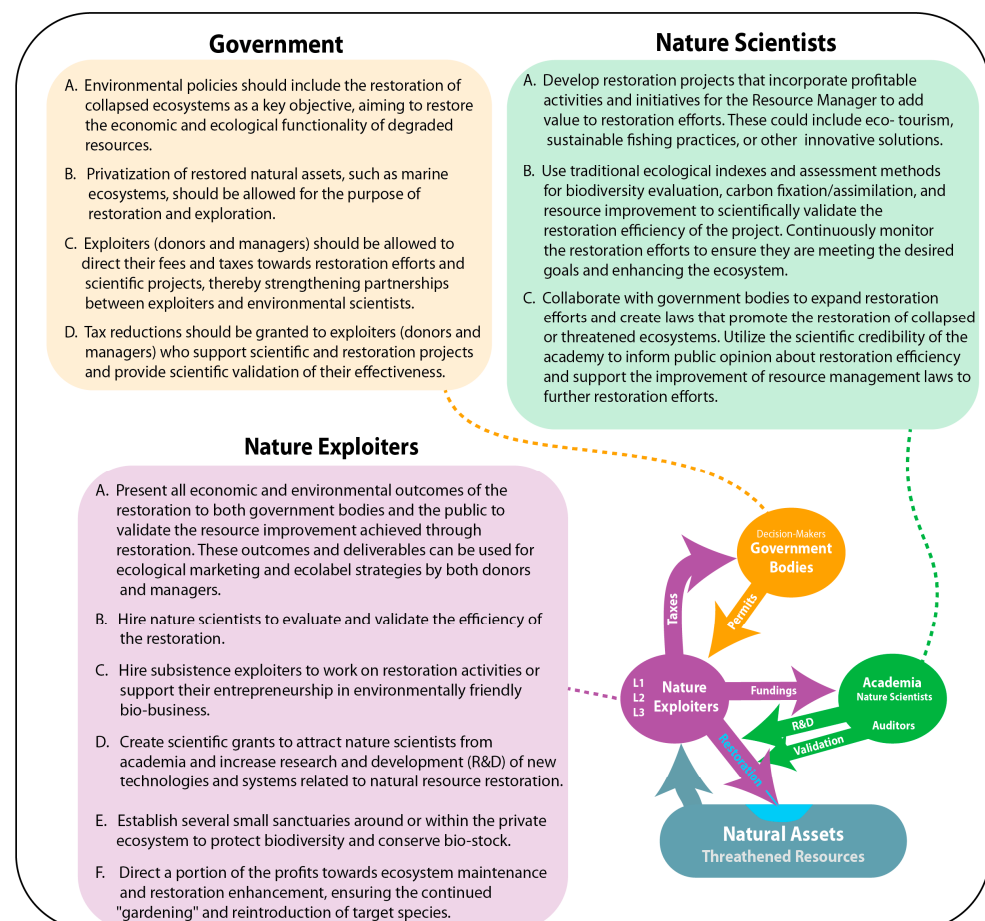 Government
A. Environmental policies should include the restoration of
collapsed ecosystems as a key objective, aiming to restore
the economic and ecological functionality of degraded
resources.
B. Privatization of restored natural assets, such as marine
ecosystems, should be allowed for the purpose of
restoration and exploration.
C. Exploiters (donors and managers) should be allowed to
direct their fees and taxes towards restoration efforts and
scientific projects, thereby strengthening partnerships
between exploiters and environmental scientists.
D. Tax reductions should be granted to exploiters (donors and
managers) who support scientific and restoration projects
and provide scientific validation of their effectiveness.
Nature Scientists
A. Develop restoration projects that incorporate profitable
activities and initiatives for the Resource Manager to add
value to restoration efforts. These could include eco- tourism,
sustainable fishing practices, or other innovative solutions.
B. Use traditional ecological indexes and assessment methods
for biodiversity evaluation, carbon fixation/assimilation, and
resource improvement to scientifically validate the
restoration efficiency of the project. Continuously monitor
the restoration efforts to ensure they are meeting the desired
goals and enhancing the ecosystem.
C. Collaborate with government bodies to expand restoration
efforts and create laws that promote the restoration of collapsed
or threatened ecosystems. Utilize the scientific credibility of the
academy to inform public opinion about restoration efficiency
and support the improvement of resource management laws to
further restoration efforts.
Nature Exploiters
A. Present all economic and environmental outcomes of the
restoration to both government bodies and the public to
validate the resource improvement achieved through
restoration. These outcomes and deliverables can be used for
ecological marketing and ecolabel strategies by both donors
and managers.
B. Hire nature scientists to evaluate and validate the efficiency of
the restoration.
C. Hire subsistence exploiters to work on restoration activities or
support their entrepreneurship in environmentally friendly
bio-business.
D. Create scientific grants to attract nature scientists from
academia and increase research and development (R&D) of new
technologies and systems related to natural resource restoration.
E. Establish several small sanctuaries around or within the private
ecosystem to protect biodiversity and conserve bio-stock.
F. Direct a portion of the profits towards ecosystem maintenance
and restoration enhancement, ensuring the continued
"gardening" and reintroduction of target species.
Decision-Makers
Government
Bodies
Taxes
Permits
L1
L2
L3
Nature
Exploiters
Fundings
Academia
Nature Scientists
Auditors
R&D
Validation
Restoration
Natural Assets
Threathened Resources